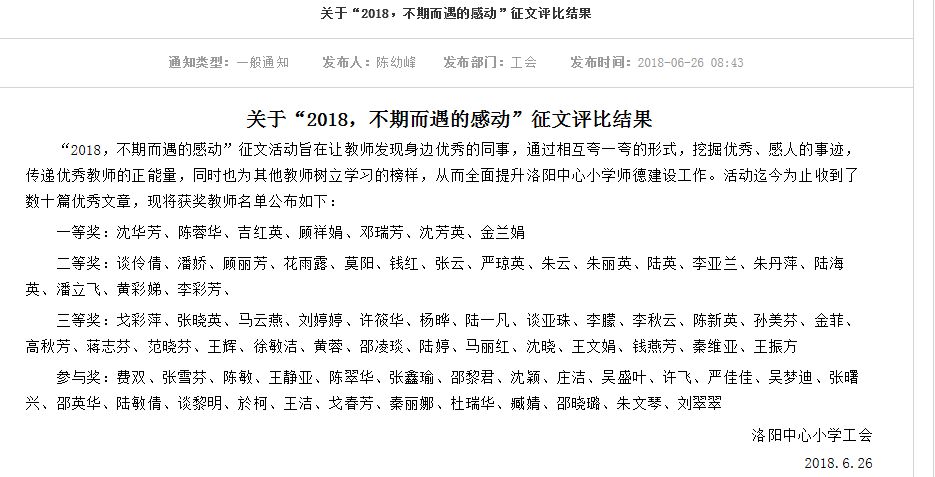 关于“2018，不期而遇的感动”征文评比结果
通知类型：一般通知 发布人：陈幼峰 发布部门：工会 发布时间：2018-06-26 08:43
关于“2018，不期而遇的感动”征文评比结果
“2018，不期而遇的感动”征文活动旨在让教师发现身边优秀的同事，通过相互夸一夸的形式，挖掘优秀、感人的事迹，
传递优秀教师的正能量，同时也为其他教师树立学习的榜样，从而全面提升洛阳中心小学师德建设工作。活动迄今为止收到了
数十篇优秀文章，现将获奖教师名单公布如下：
一等奖：沈华芳、陈蓉华、吉红英、顾祥娟、邓瑞芳、沈芳英、金兰娟
二等奖：谈伶倩、潘娇、顾丽芳、花雨露、莫阳、钱红、张云、严琼英、朱云、朱丽英、陆英、李亚兰、朱丹萍、陆海
英、潘立飞、黄彩娣、李彩芳、
三等奖：戈彩萍、张晓英、马云燕、刘婷婷、许筱华、杨晔、陆一凡、谈亚珠、李朦、李秋云、陈新英、孙美芬、金菲、
高秋芳、蒋志芬、范晓芬、王辉、徐敏洁、黄蓉、邵凌琰、陆婷、马丽红、沈晓、王文娟、钱燕芳、秦维亚、王振方
参与奖：费双、张雪芬、陈敏、王静亚、陈翠华、张鑫瑜、邵黎君、沈颖、庄洁、吴盛叶、许飞、严佳佳、吴梦迪、张曙
兴、邵英华、陆敏倩、谈黎明、於柯、王洁、戈春芳、秦丽娜、杜瑞华、臧婧、邵晓璐、朱文琴、刘翠翠
洛阳中心小学工会
2018.6.26